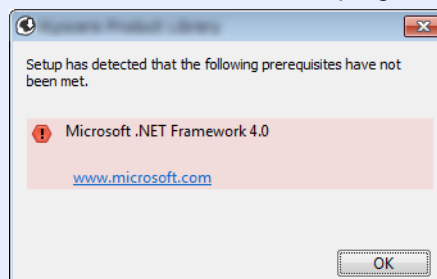 Setup has detected that the following prerequisites have not
been met.
Microsoft .NET Framework 4.0
www.microsoft.com
OK